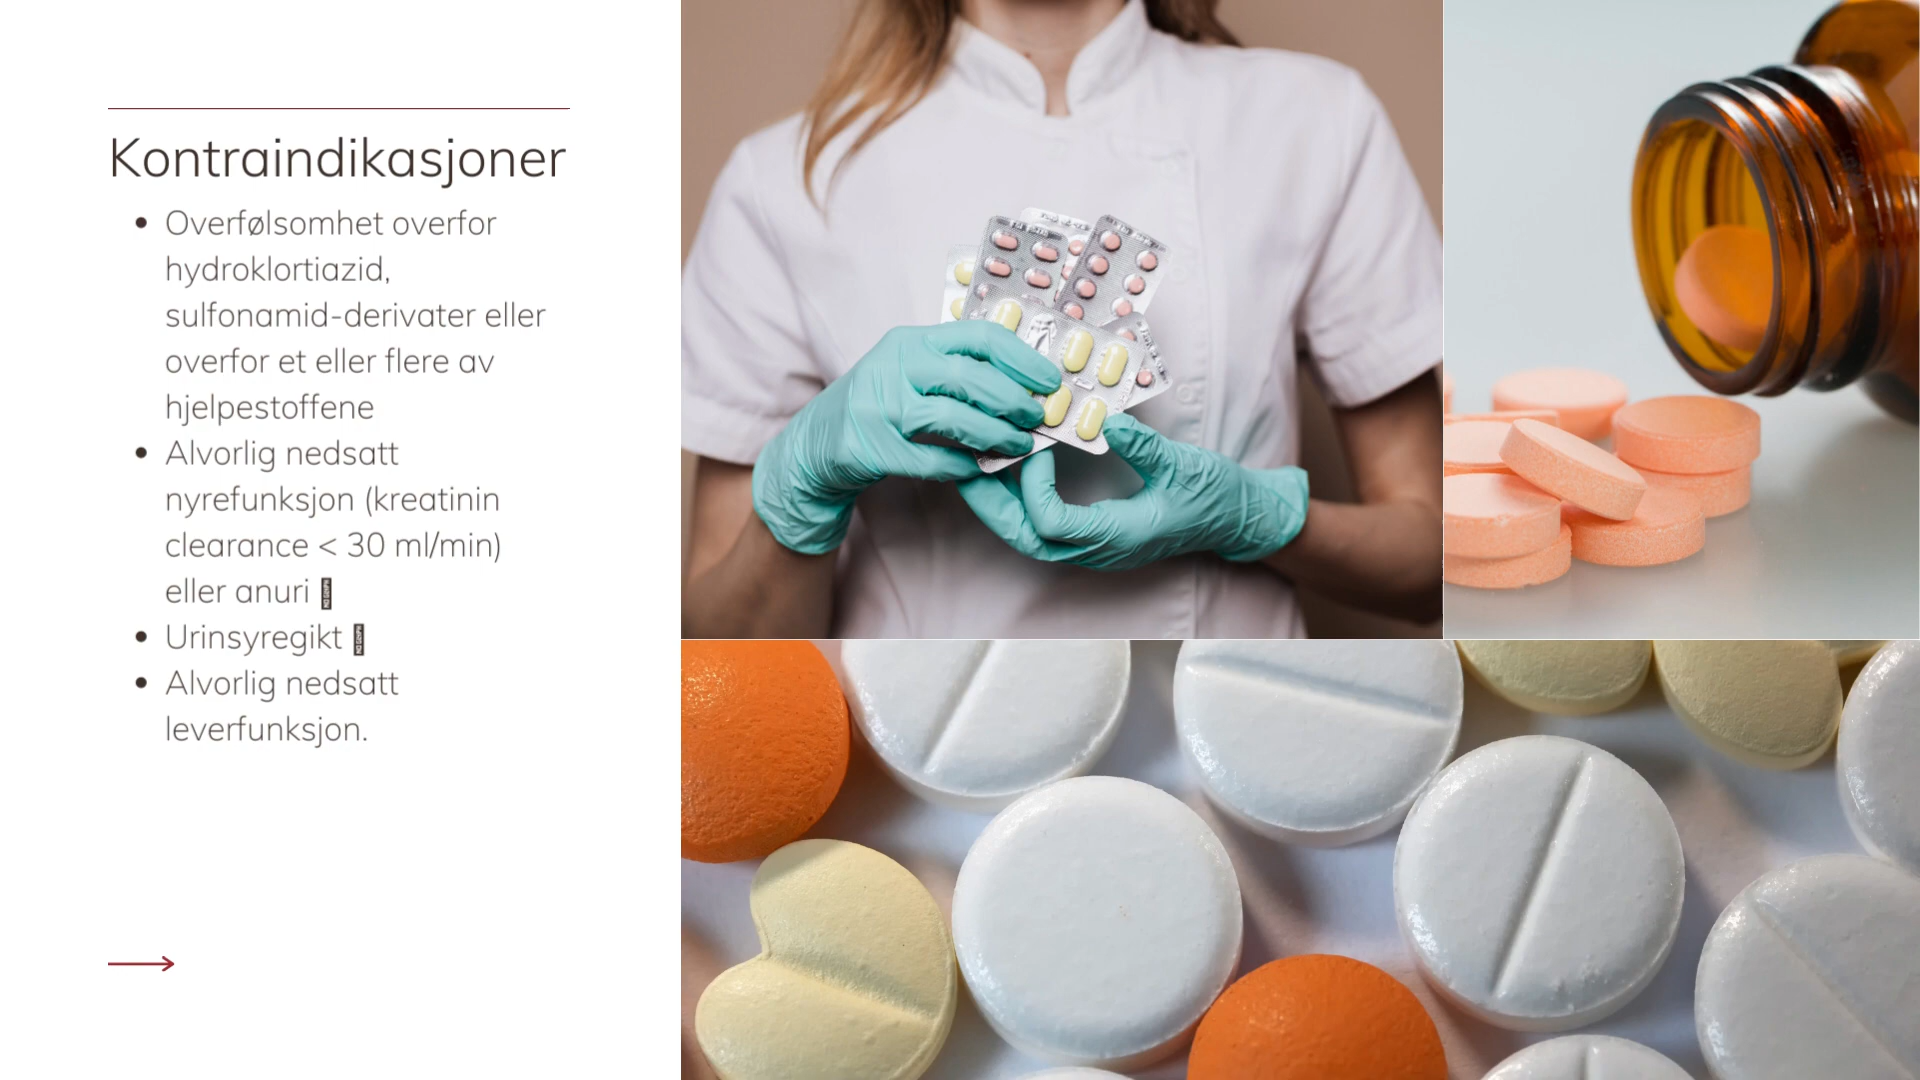 Kontraindikasjoner
• Overfølsomhet overfor
hydroklortiazid,
sulfonamid-derivater eller
overfor et eller flere av
hjelpestoffene
• Alvorlig nedsatt
nyrefunksjon (kreatinin
clearance < 30 ml/min)
eller anuri
• Urinsyregikt
• Alvorlig nedsatt
leverfunksjon.